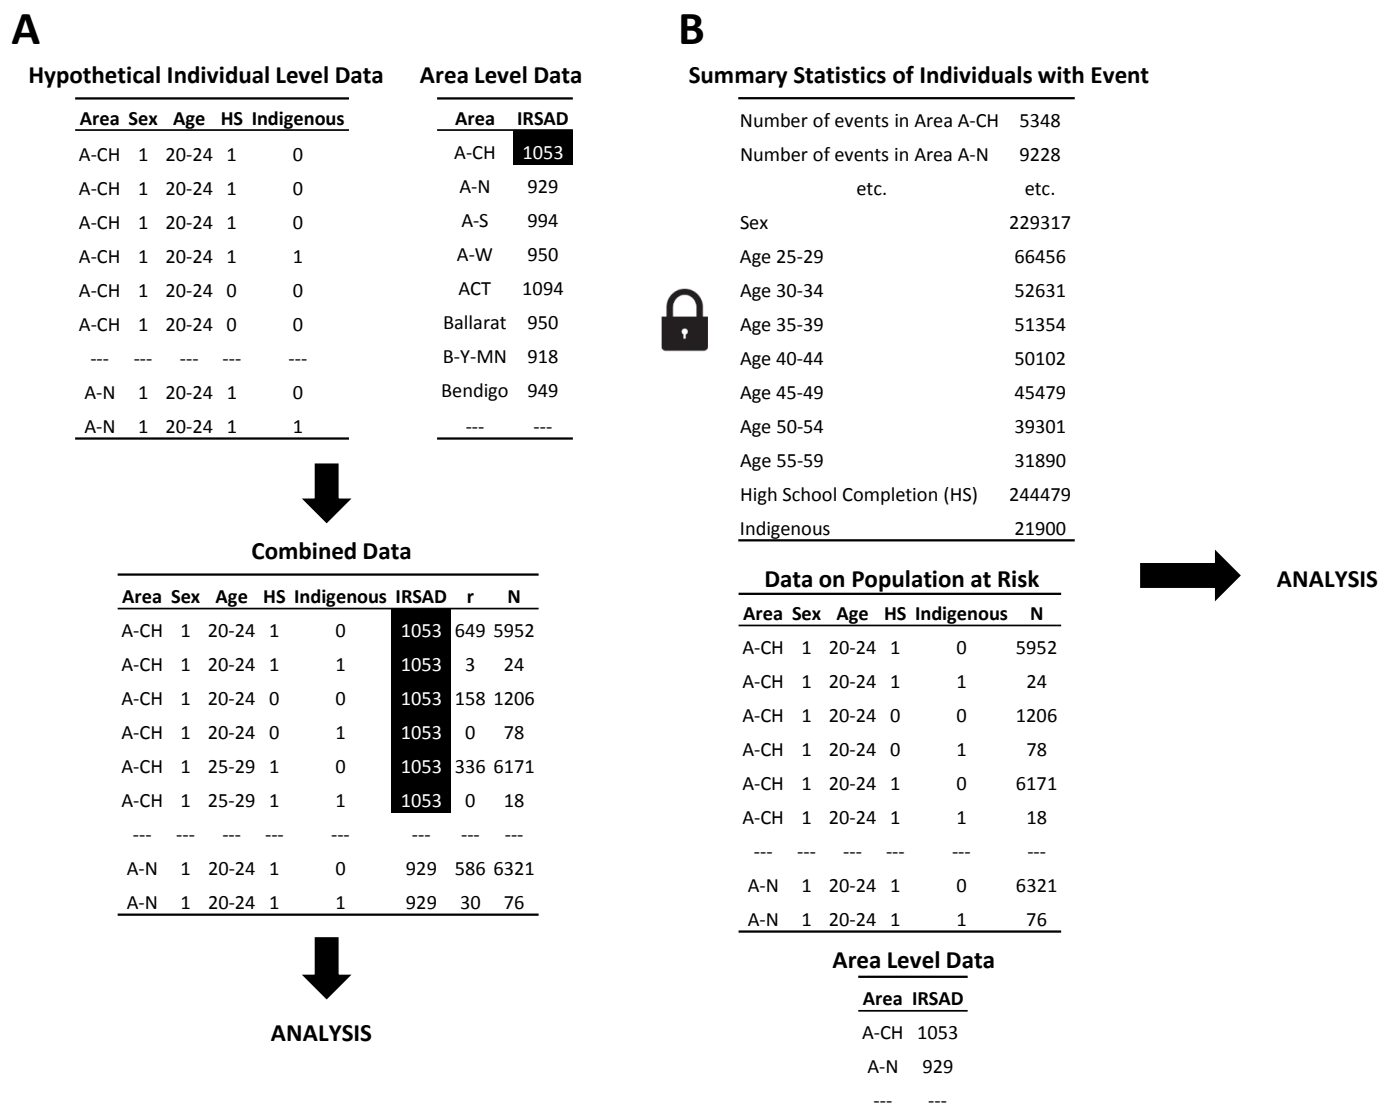 A
Hypothetical Individual Level Data
Area Sex Age HS Indigenous
A-CH 1 20-24 1 0
A-CH 1 20-24 1 0
A-CH 1 20-24 1 0
A-CH 1 20-24 1 1
A-CH 1 20-24 0 0
A-CH 1 20-24 0 0
--- --- --- --- ---
A-N 1 20-24 1 0
A-N 1 20-24 1 1
Area Level Data
Area IRSAD
A-CH 1053
A-N 929
A-S 994
A-W 950
ACT 1094
Ballarat 950
B-Y-MN 918
Bendigo 949
--- ---
Combined Data
Area Sex Age HS Indigenous IRSAD r N
A-CH 1 20-24 1 0 1053 649 5952
A-CH 1 20-24 1 1 1053 3 24
A-CH 1 20-24 0 0 1053 158 1206
A-CH 1 20-24 0 1 1053 0 78
A-CH 1 25-29 1 0 1053 336 6171
A-CH 1 25-29 1 1 1053 0 18
--- --- --- --- --- --- --- ---
A-N 1 20-24 1 0 929 586 6321
A-N 1 20-24 1 1 929 30 76
ANALYSIS
B
Summary Statistics of Individuals with Event
Number of events in Area A-CH 5348
Number of events in Area A-N 9228
etc. etc.
Sex 229317
Age 25-29 66456
Age 30-34 52631
Age 35-39 51354
Age 40-44 50102
Age 45-49 45479
Age 50-54 39301
Age 55-59 31890
High School Completion (HS) 244479
Indigenous 21900
Data on Population at Risk
Area Sex Age HS Indigenous N
A-CH 1 20-24 1 0 5952
A-CH 1 20-24 1 1 24
A-CH 1 20-24 0 0 1206
A-CH 1 20-24 0 1 78
A-CH 1 20-24 1 0 6171
A-CH 1 20-24 1 1 18
--- --- --- --- --- ---
A-N 1 20-24 1 0 6321
A-N 1 20-24 1 1 76
Area Level Data
Area IRSAD
A-CH 1053
A-N 929
--- ---
ANALYSIS